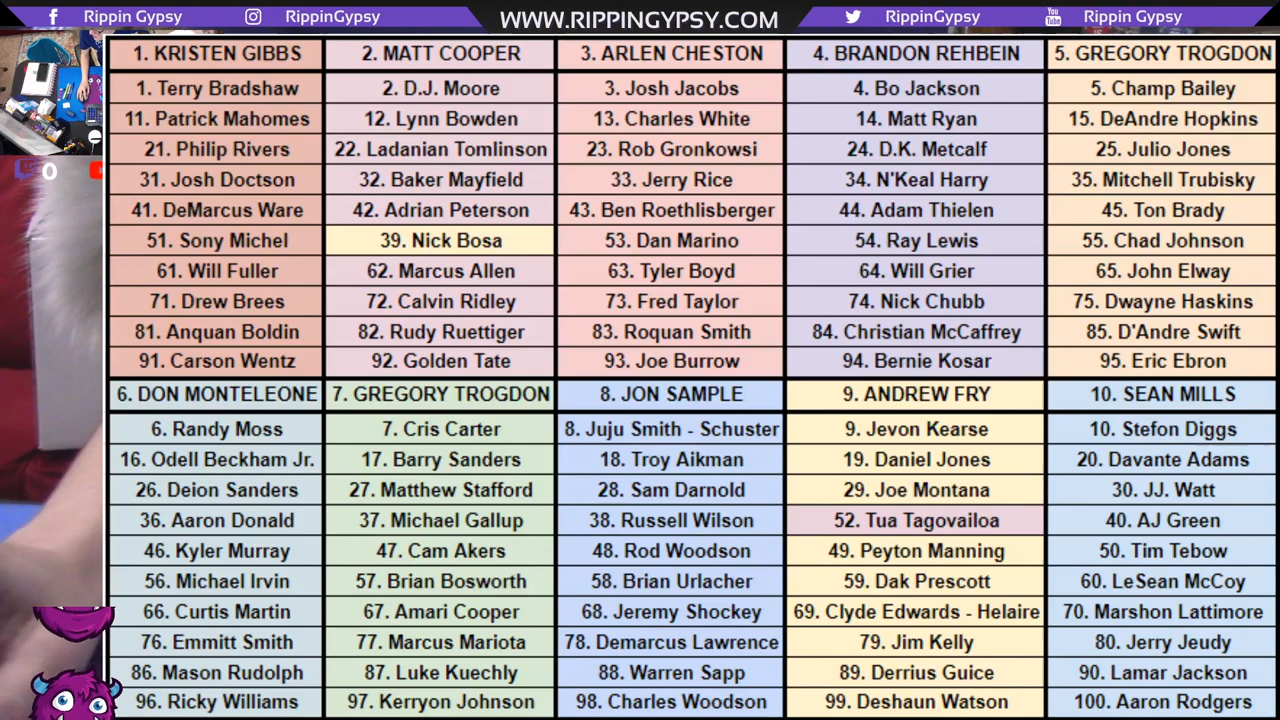 Rippin Gypsy RippinGypsy WWW.RIPPINGYPSY.COM RippinGypsy You Tube Rippin Gypsy
1. KRISTEN GIBBS 2. MATT COOPER 3. ARLEN CHESTON 4. BRANDON REHBEIN 5. GREGORY TROGDON
1. Terry Bradshaw 2. D.J. Moore 3. Josh Jacobs 4. Bo Jackson 5. Champ Bailey
11. Patrick Mahomes 12. Lynn Bowden 13. Charles White 14. Matt Ryan 15. DeAndre Hopkins
21. Philip Rivers 22. Ladanian Tomlinson 23. Rob Gronkowsi 24. D.K. Metcalf 25. Julio Jones
0
31. Josh Doctson 32. Baker Mayfield 33. Jerry Rice 34. N'Keal Harry 35. Mitchell Trubisky
41. DeMarcus Ware 42. Adrian Peterson 43. Ben Roethlisberger 44. Adam Thielen 45. Ton Brady
51. Sony Michel 39. Nick Bosa 53. Dan Marino 54. Ray Lewis 55. Chad Johnson
61. Will Fuller 62. Marcus Allen 63. Tyler Boyd 64. Will Grier 65. John Elway
71. Drew Brees 72. Calvin Ridley 73. Fred Taylor 74. Nick Chubb 75. Dwayne Haskins
81. Anquan Boldin 82. Rudy Ruettiger 83. Roquan Smith 84. Christian McCaffrey 85. D'Andre Swift
91. Carson Wentz 92. Golden Tate 93. Joe Burrow 94. Bernie Kosar 95. Eric Ebron
6. DON MONTELEONE 7. GREGORY TROGDON 8. JON SAMPLE 9. ANDREW FRY 10. SEAN MILLS
6. Randy Moss 7. Cris Carter 8. Juju Smith - Schuster 9. Jevon Kearse 10. Stefon Diggs
16. Odell Beckham Jr. 17. Barry Sanders 18. Troy Aikman 19. Daniel Jones 20. Davante Adams
26. Deion Sanders 27. Matthew Stafford 28. Sam Darnold 29. Joe Montana 30. JJ. Watt
36. Aaron Donald 37. Michael Gallup 38. Russell Wilson 52. Tua Tagovailoa 40. AJ Green
46. Kyler Murray 47. Cam Akers 48. Rod Woodson 49. Peyton Manning 50. Tim Tebow
56. Michael Irvin 57. Brian Bosworth 58. Brian Urlacher 59. Dak Prescott 60. LeSean McCoy
66. Curtis Martin 67. Amari Cooper 68. Jeremy Shockey 69. Clyde Edwards - Helaire 70. Marshon Lattimore
76. Emmitt Smith 77. Marcus Mariota 78. Demarcus Lawrence 79. Jim Kelly 80. Jerry Jeudy
86. Mason Rudolph 87. Luke Kuechly 88. Warren Sapp 89. Derrius Guice 90. Lamar Jackson
96. Ricky Williams 97. Kerryon Johnson 98. Charles Woodson 99. Deshaun Watson 100. Aaron Rodgers